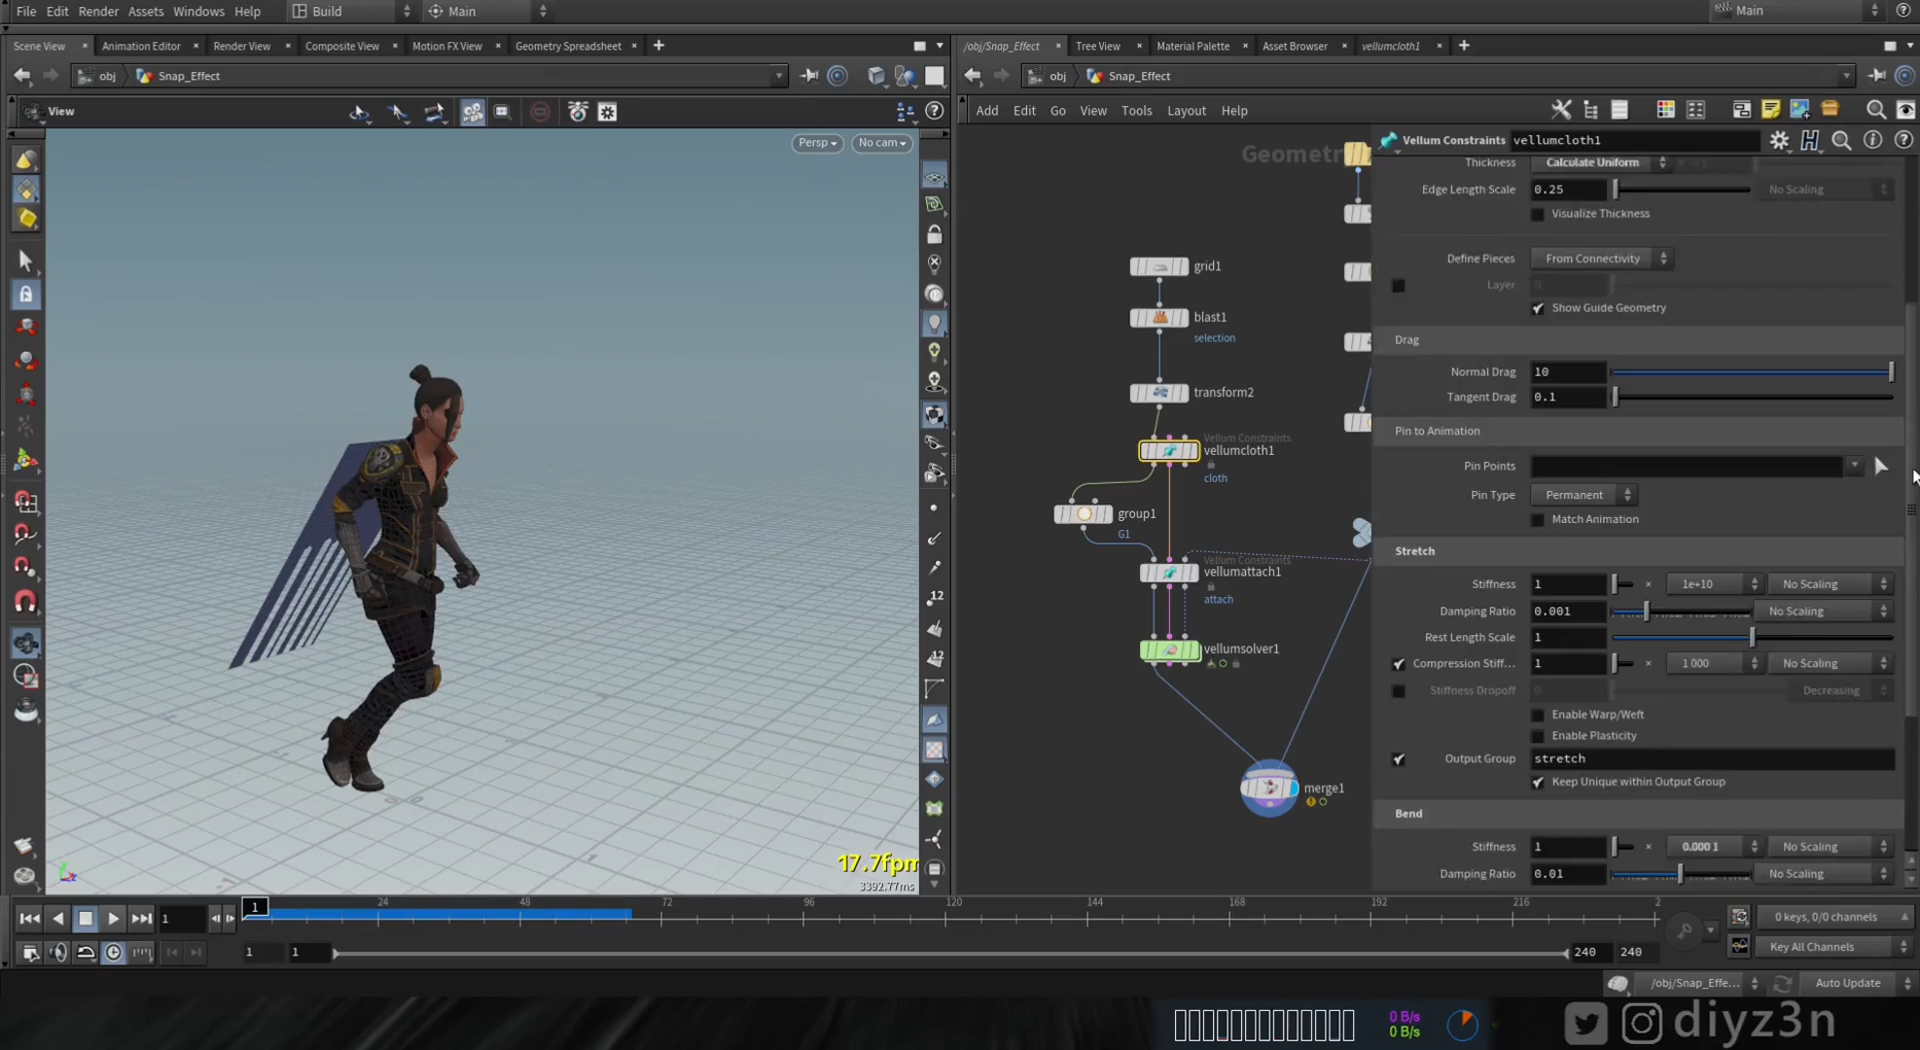 File Edit Render Assets Windows Help Build Main Main
Scene View × Animation Editor × Render View × Composite View × Motion FX View × Geometry Spreadsheet × +
/obj/Snap_Effect × Tree View × Material Palette × Asset Browser × vellumcloth1 × +
obj Snap_Effect
obj Snap_Effect
View
Add Edit Go View Tools Layout Help
Persp No cam
Geometr
Vellum Constraints vellumcloth1
Thickness Calculate Uniform
Edge Length Scale 0.25 No Scaling
Visualize Thickness
Define Pieces From Connectivity
Layer 0
Show Guide Geometry
Drag
Normal Drag 10
Tangent Drag 0.1
Pin to Animation
Pin Points
Pin Type Permanent
Match Animation
Stretch
Stiffness 1 × 1e+10 No Scaling
Damping Ratio 0.001 No Scaling
Rest Length Scale 1
Compression Stiff... 1 × 1000 No Scaling
Stiffness Dropoff 0 Decreasing
Enable Warp/Weft
Enable Plasticity
Output Group stretch
Keep Unique within Output Group
Bend
Stiffness 1 × 0.0001 No Scaling
Damping Ratio 0.01 No Scaling
grid1
blast1
selection
transform2
Vellum Constraints
vellumcloth1
cloth
group1
G1
Vellum Constraints
vellumattach1
attach
vellumsolver1
merge1
12
12
17.7fp
3392.77ms
1 1 24 48 72 96 120 144 168 192 216 2
0 keys, 0/0 channels
1 1 240 240
Key All Channels
/obj/Snap_Effe... Auto Update
0 B/s
0 B/s
diyz3n